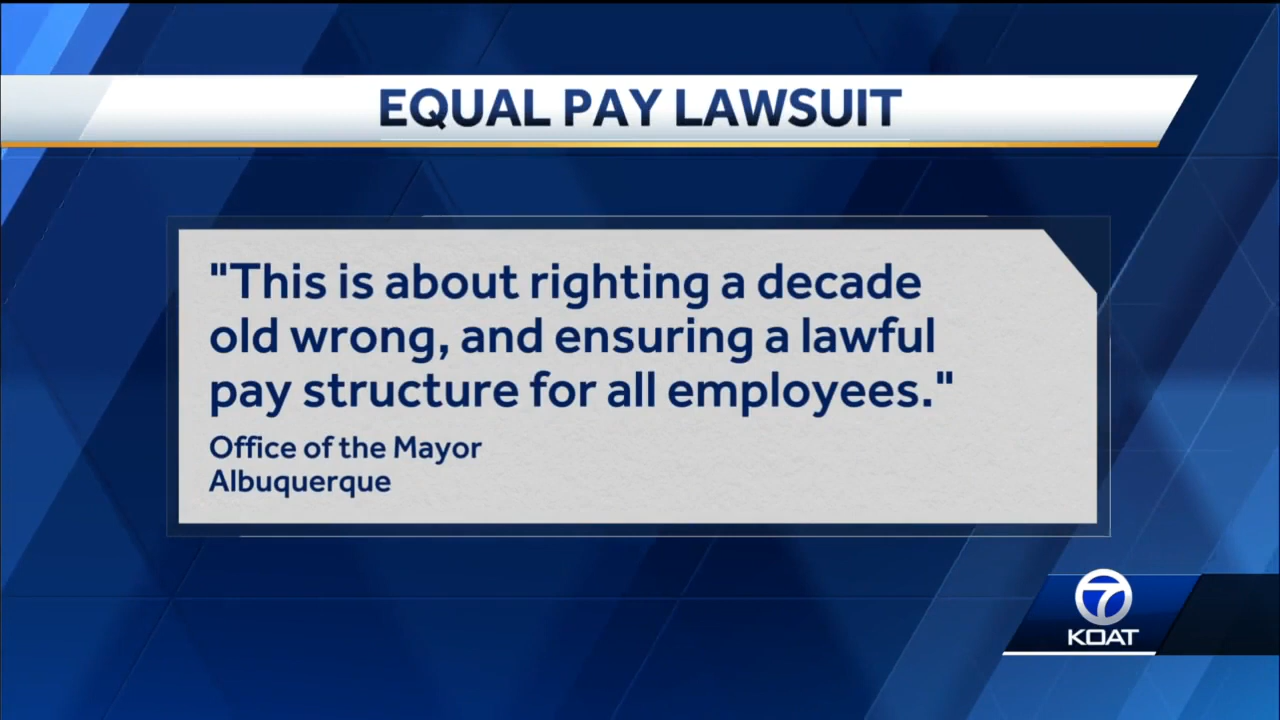 EQUAL PAY LAWSUIT
"This is about righting a decade
old wrong, and ensuring a lawful
pay structure for all employees."
Office of the Mayor
Albuquerque
7
KOAT